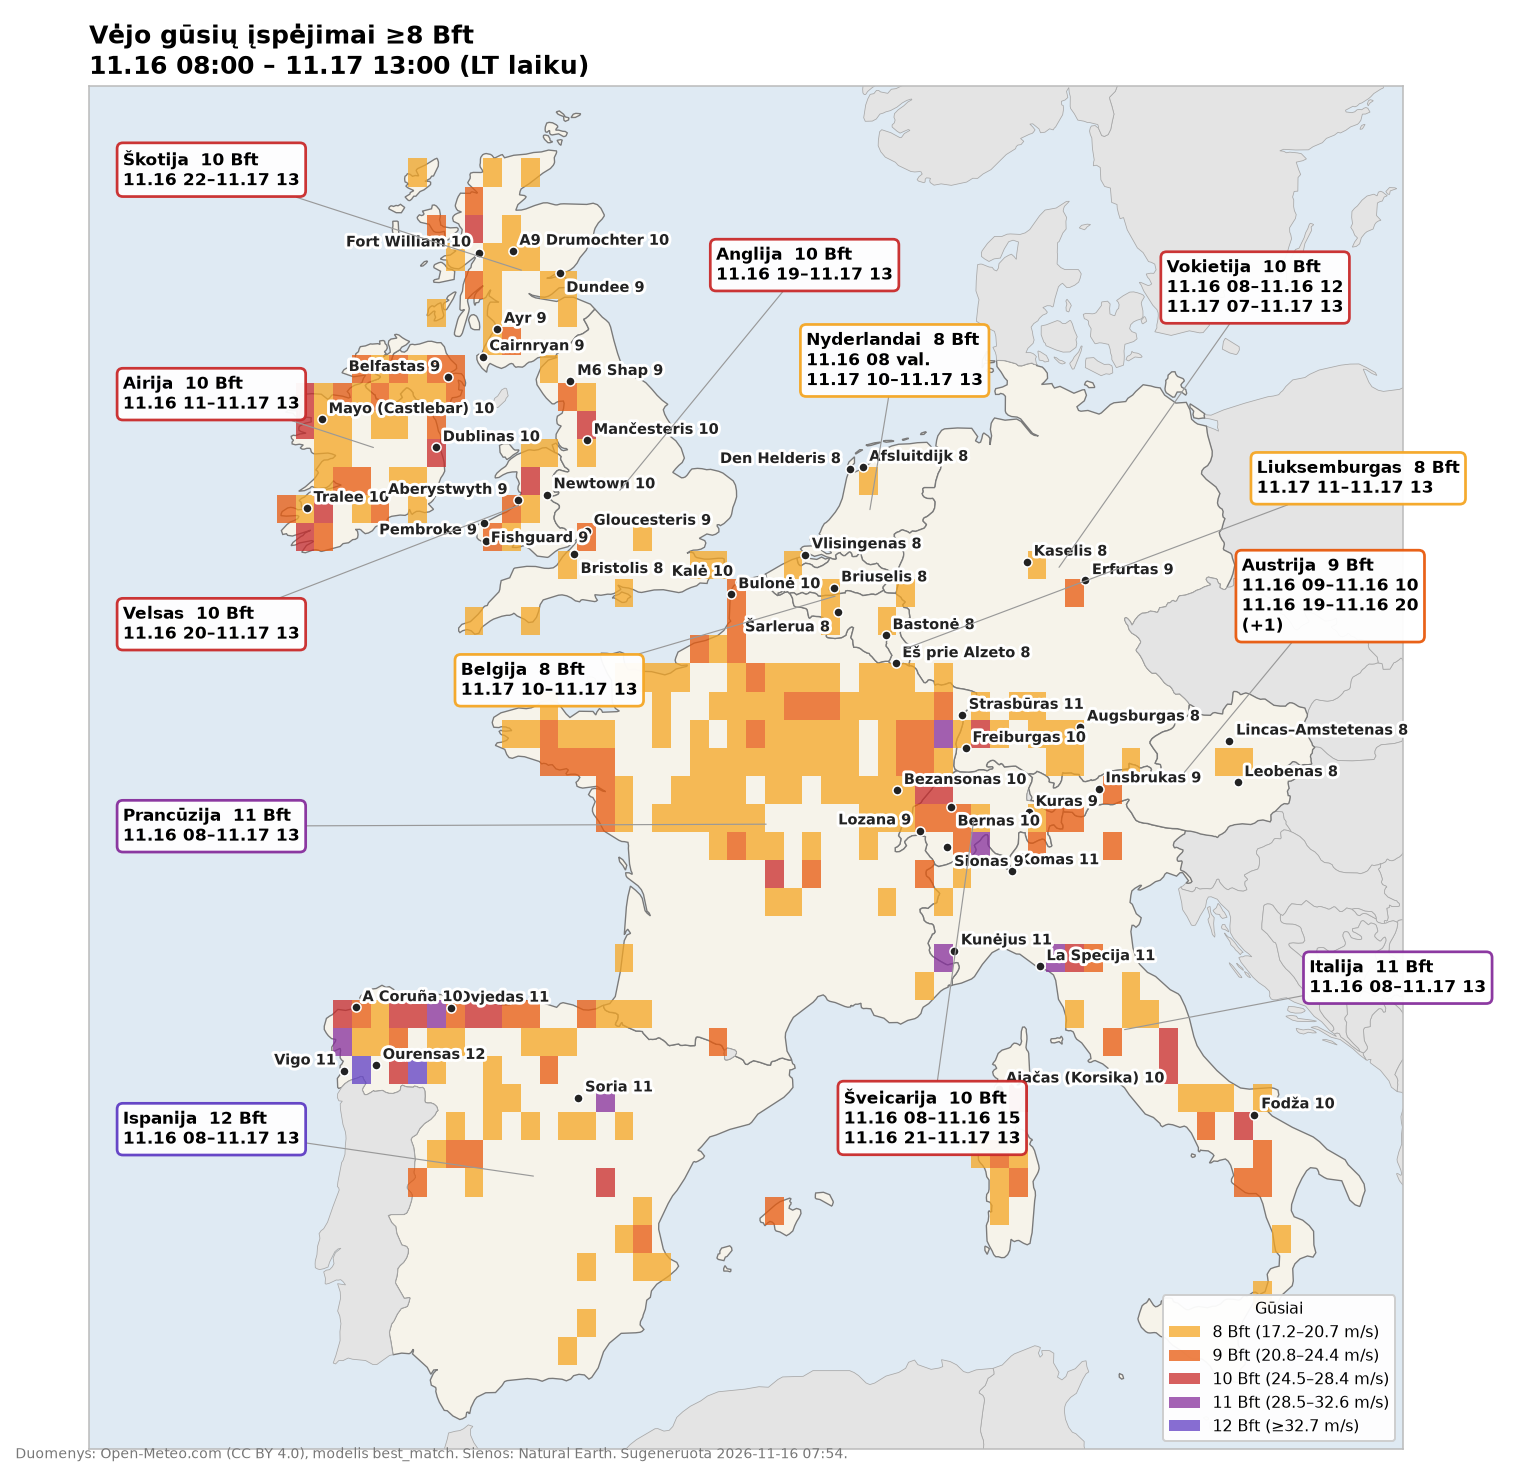 Vėjo gūsių įspėjimai ≥8 Bft
11.16 08:00 – 11.17 13:00 (LT laiku)
Škotija  10 Bft
11.16 22–11.17 13
Fort William 10
A9 Drumochter 10
Dundee 9
Anglija  10 Bft
11.16 19–11.17 13
Vokietija  10 Bft
11.16 08–11.16 12
11.17 07–11.17 13
Ayr 9
Cairnryan 9
Nyderlandai  8 Bft
11.16 08 val.
11.17 10–11.17 13
Belfastas 9
M6 Shap 9
Airija  10 Bft
11.16 11–11.17 13
Mayo (Castlebar) 10
Dublinas 10
Mančesteris 10
Den Helderis 8
Afsluitdijk 8
Liuksemburgas  8 Bft
11.17 11–11.17 13
Tralee 10
Aberystwyth 9
Newtown 10
Pembroke 9
Fishguard 9
Gloucesteris 9
Bristolis 8
Kalė 10
Vlisingenas 8
Kaselis 8
Erfurtas 9
Austrija  9 Bft
11.16 09–11.16 10
11.16 19–11.16 20
(+1)
Bulonė 10
Briuselis 8
Velsas  10 Bft
11.16 20–11.17 13
Šarlerua 8
Bastonė 8
Eš prie Alzeto 8
Belgija  8 Bft
11.17 10–11.17 13
Strasbūras 11
Augsburgas 8
Freiburgas 10
Lincas–Amstetenas 8
Bezansonas 10
Insbrukas 9
Leobenas 8
Prancūzija  11 Bft
11.16 08–11.17 13
Kuras 9
Lozana 9
Bernas 10
Sionas 9
Komas 11
Kunėjus 11
La Specija 11
Italija  11 Bft
11.16 08–11.17 13
A Coruña 10
Ovjedas 11
Vigo 11
Ourensas 12
Soria 11
Ajačas (Korsika) 10
Šveicarija  10 Bft
11.16 08–11.16 15
11.16 21–11.17 13
Fodža 10
Ispanija  12 Bft
11.16 08–11.17 13
Gūsiai
8 Bft (17.2–20.7 m/s)
9 Bft (20.8–24.4 m/s)
10 Bft (24.5–28.4 m/s)
11 Bft (28.5–32.6 m/s)
12 Bft (≥32.7 m/s)
Duomenys: Open-Meteo.com (CC BY 4.0), modelis best_match. Sienos: Natural Earth. Sugeneruota 2026-11-16 07:54.